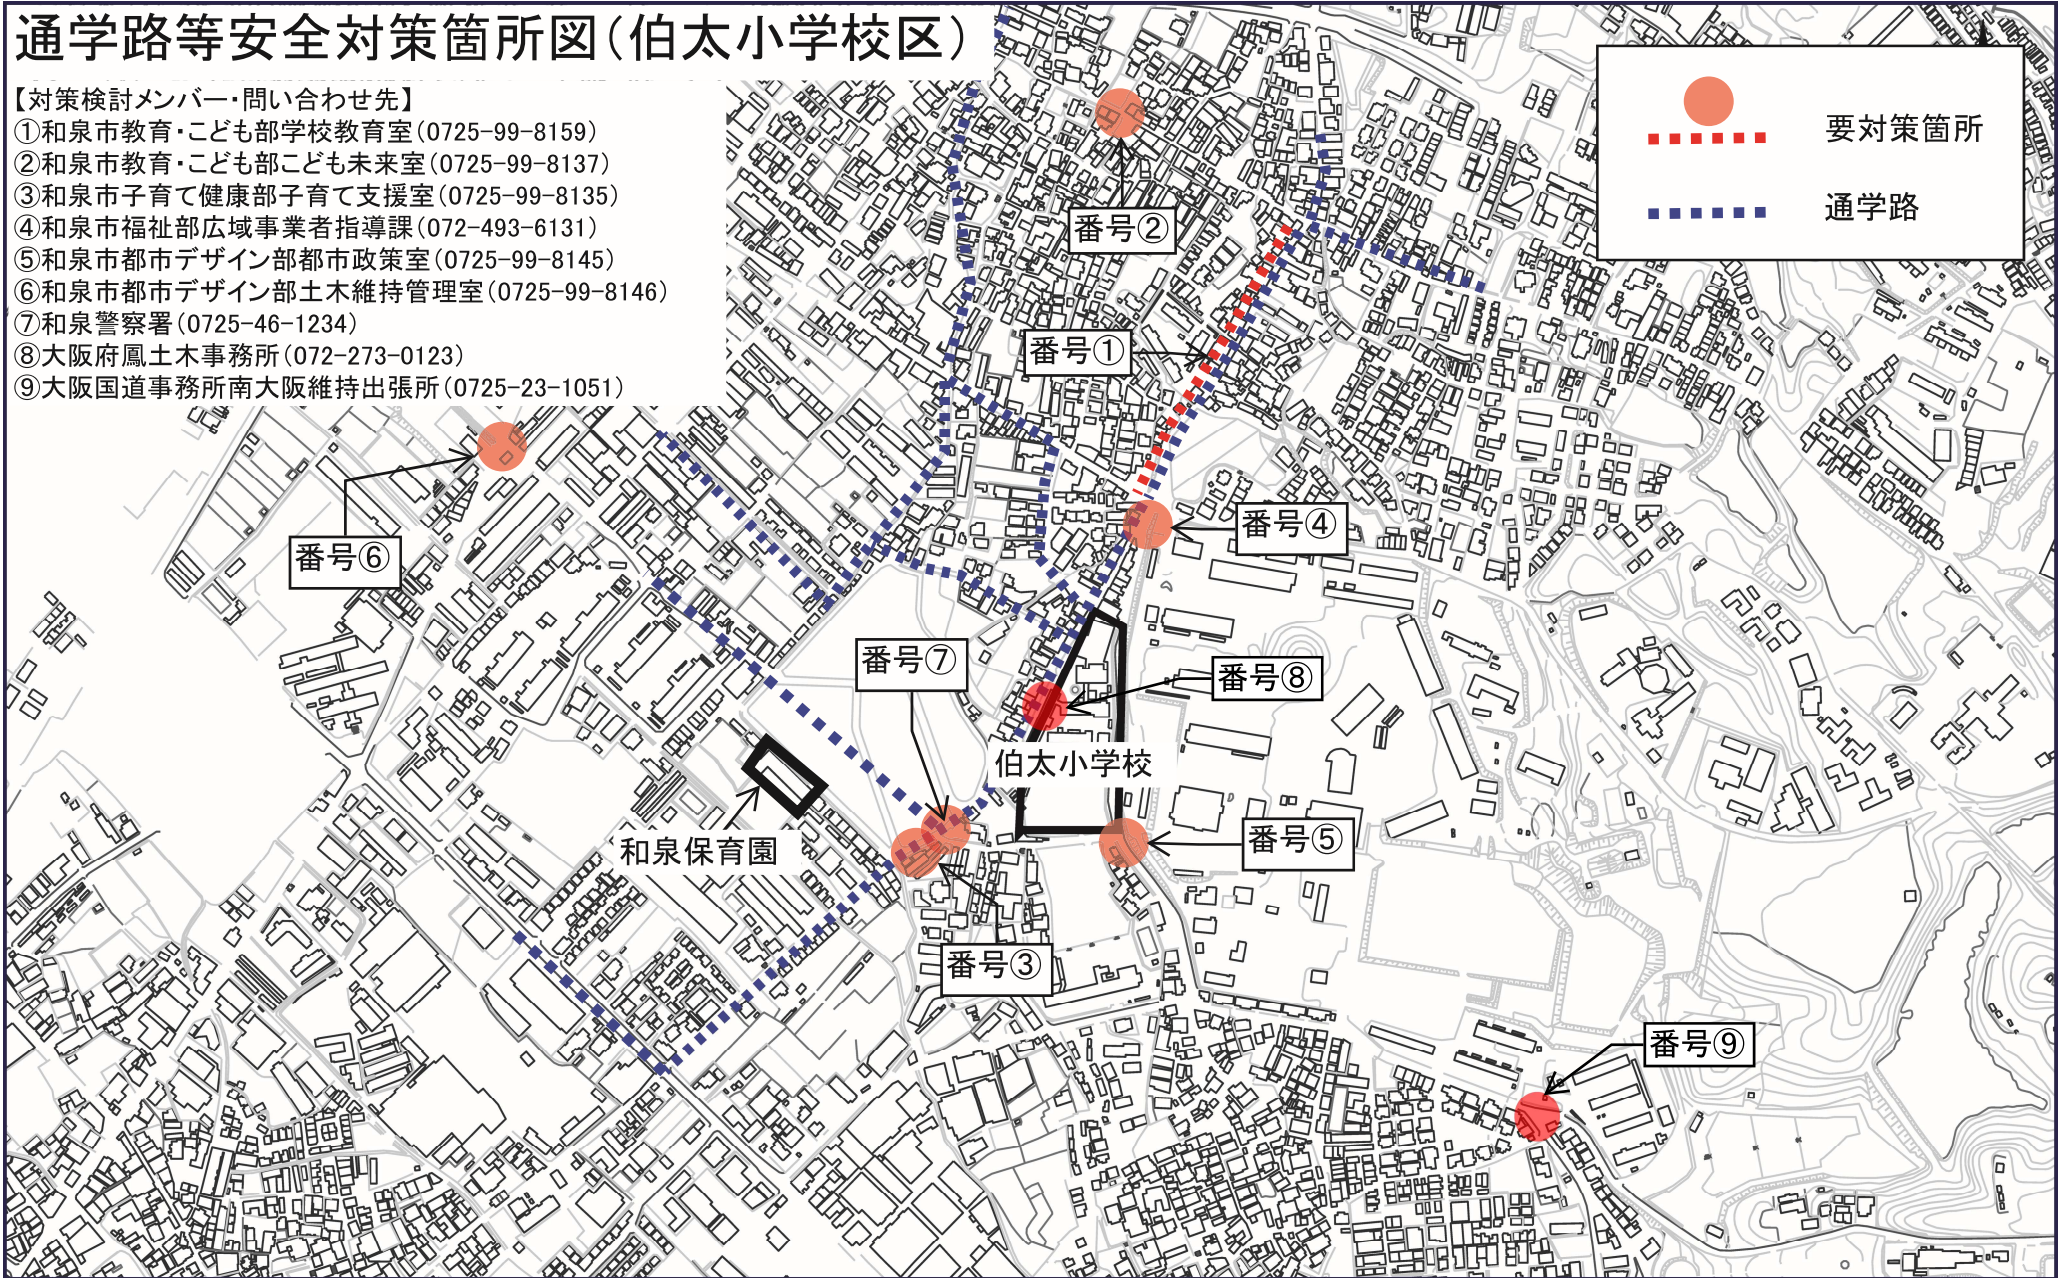 通学路等安全対策箇所図(伯太小学校区)
【対策検討メンバー・問い合わせ先】
①和泉市教育・こども部学校教育室(0725-99-8159)
②和泉市教育・こども部こども未来室(0725-99-8137)
③和泉市子育て健康部子育て支援室(0725-99-8135)
④和泉市福祉部広域事業者指導課(072-493-6131)
⑤和泉市都市デザイン部都市政策室(0725-99-8145)
⑥和泉市都市デザイン部土木維持管理室(0725-99-8146)
⑦和泉警察署(0725-46-1234)
⑧大阪府鳳土木事務所(072-273-0123)
⑨大阪国道事務所南大阪維持出張所(0725-23-1051)
要対策箇所
通学路
番号②
番号①
番号④
番号⑥
番号⑦
番号⑧
伯太小学校
番号⑤
和泉保育園
番号③
番号⑨